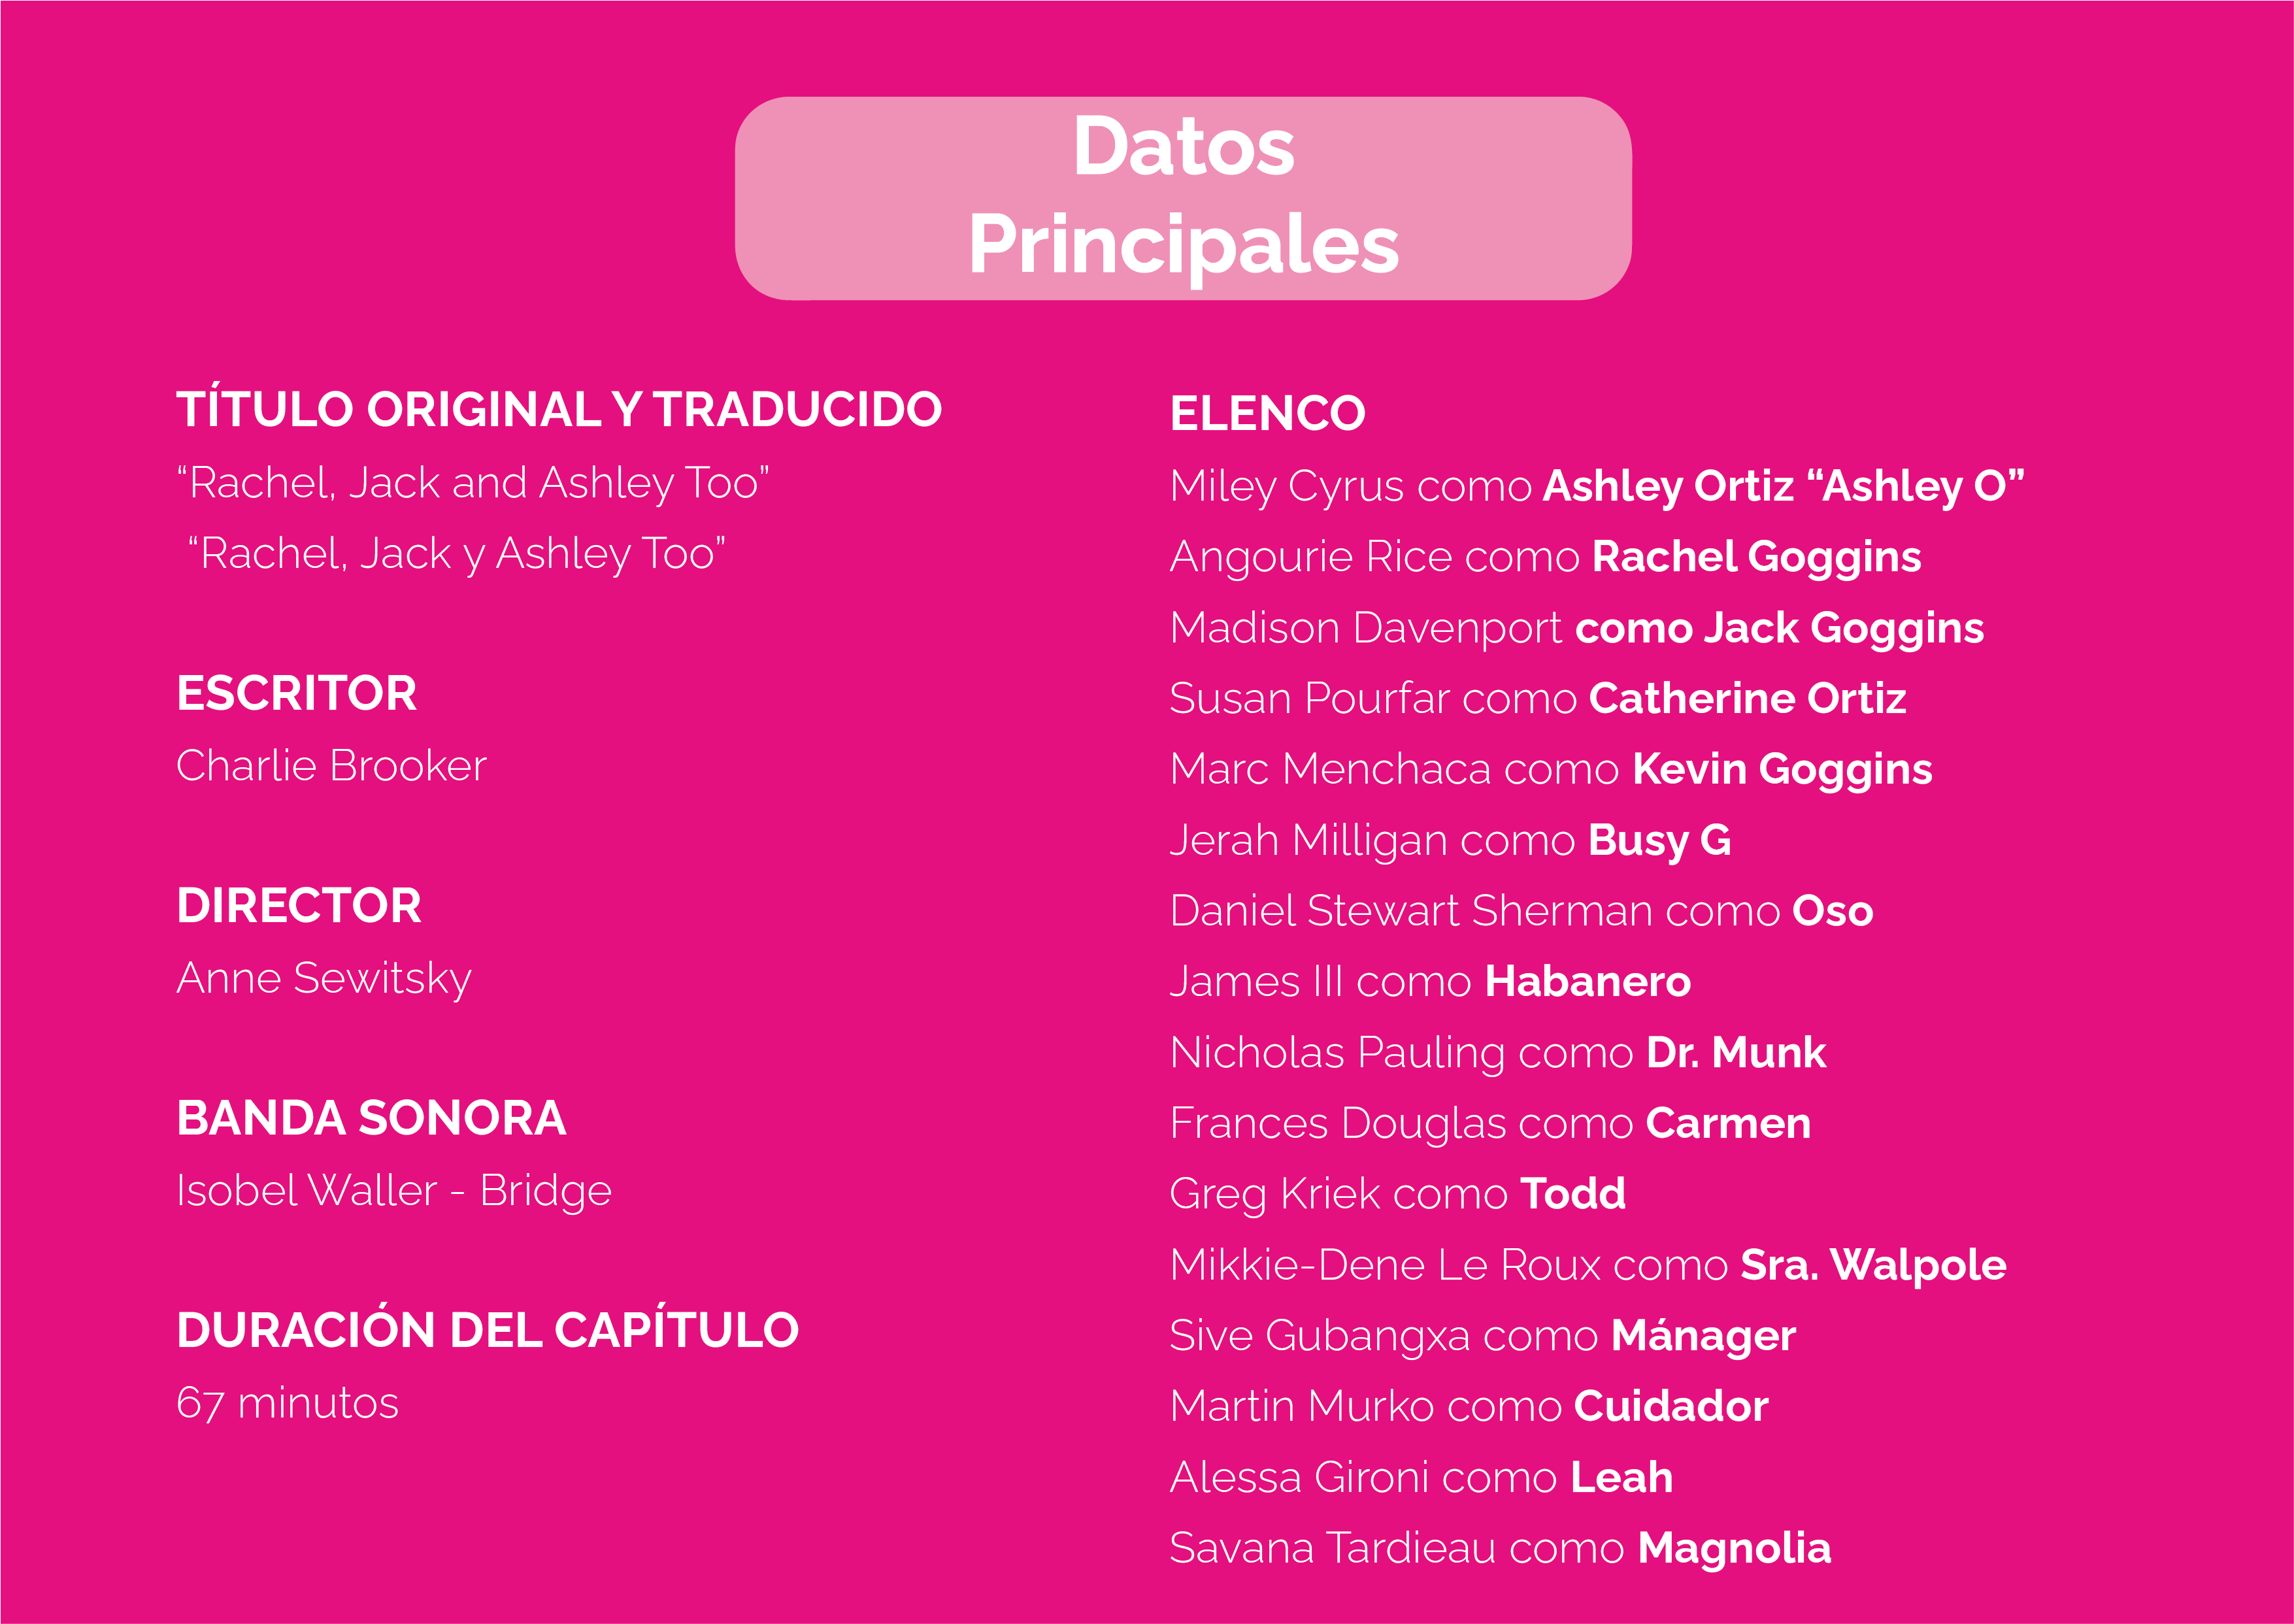 Datos
Principales
TÍTULO ORIGINAL Y TRADUCIDO
“Rachel, Jack and Ashley Too”
“Rachel, Jack y Ashley Too”
ESCRITOR
Charlie Brooker
DIRECTOR
Anne Sewitsky
BANDA SONORA
Isobel Waller - Bridge
DURACIÓN DEL CAPÍTULO
67 minutos
ELENCO
Miley Cyrus como Ashley Ortiz “Ashley O”
Angourie Rice como Rachel Goggins
Madison Davenport como Jack Goggins
Susan Pourfar como Catherine Ortiz
Marc Menchaca como Kevin Goggins
Jerah Milligan como Busy G
Daniel Stewart Sherman como Oso
James III como Habanero
Nicholas Pauling como Dr. Munk
Frances Douglas como Carmen
Greg Kriek como Todd
Mikkie-Dene Le Roux como Sra. Walpole
Sive Gubangxa como Mánager
Martin Murko como Cuidador
Alessa Gironi como Leah
Savana Tardieau como Magnolia